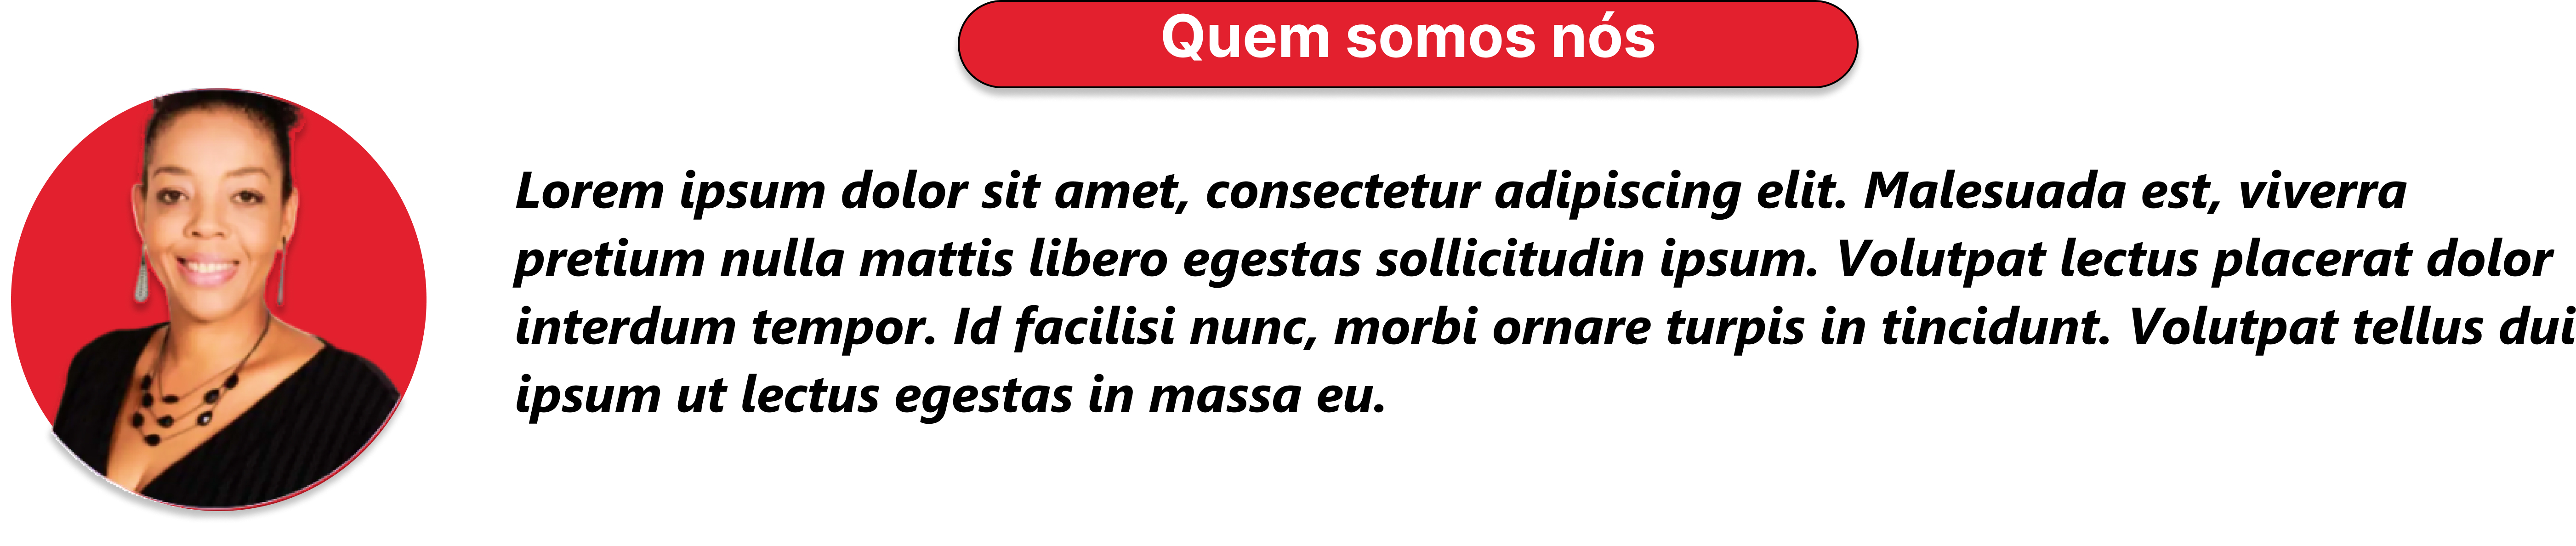 Quem somos nós
Lorem ipsum dolor sit amet, consectetur adipiscing elit. Malesuada est, viverra
pretium nulla mattis libero egestas sollicitudin ipsum. Volutpat lectus placerat dolor
interdum tempor. Id facilisi nunc, morbi ornare turpis in tincidunt. Volutpat tellus dui
ipsum ut lectus egestas in massa eu.